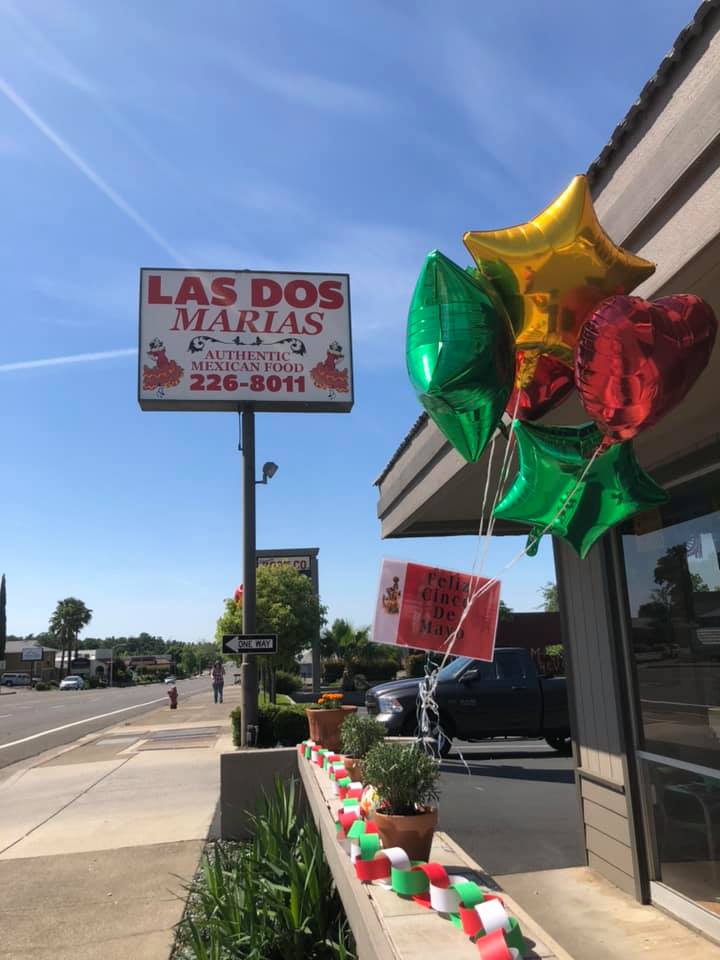 LAS DOS
MARIAS
AUTHENTIC
MEXICAN FOOD
226-8011
ONE WAY
Feliz
Cinco
De
Mayo